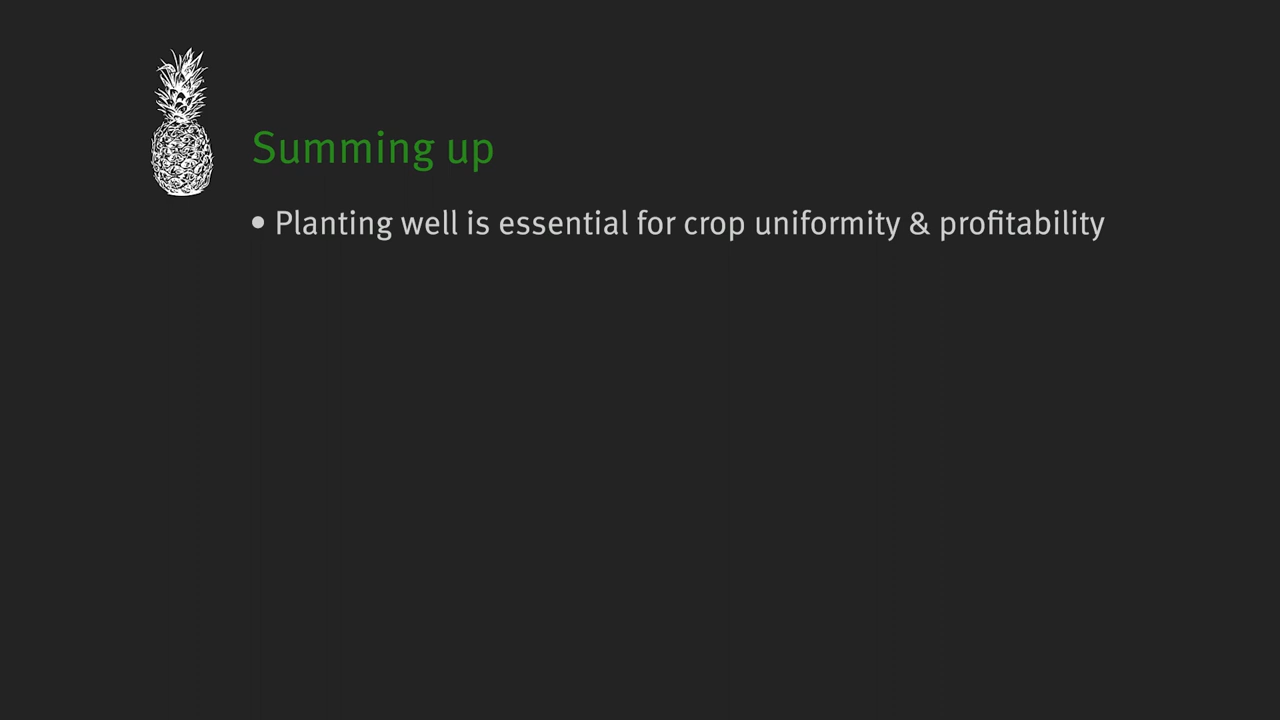 Summing up
• Planting well is essential for crop uniformity & profitability